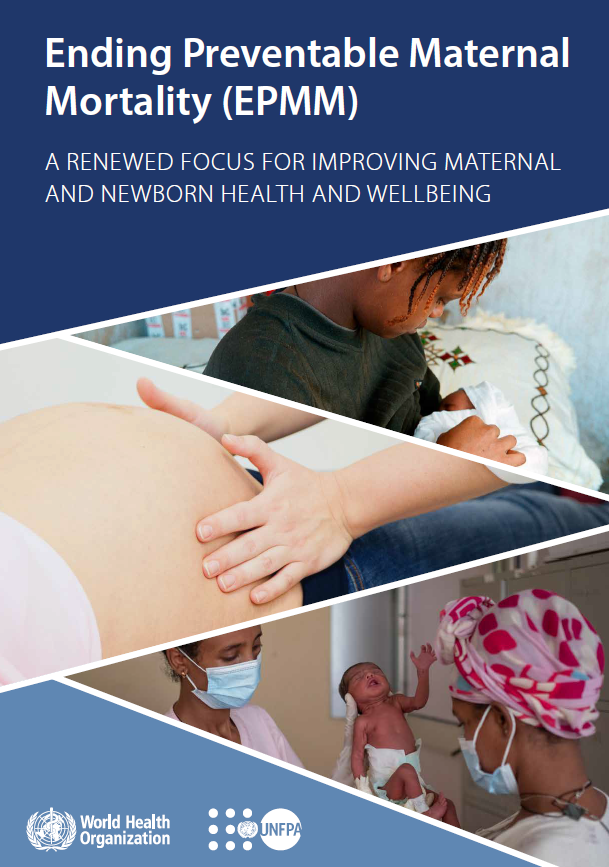 Ending Preventable Maternal
Mortality (EPMM)
A RENEWED FOCUS FOR IMPROVING MATERNAL
AND NEWBORN HEALTH AND WELLBEING
World Health
Organization
UNFPA